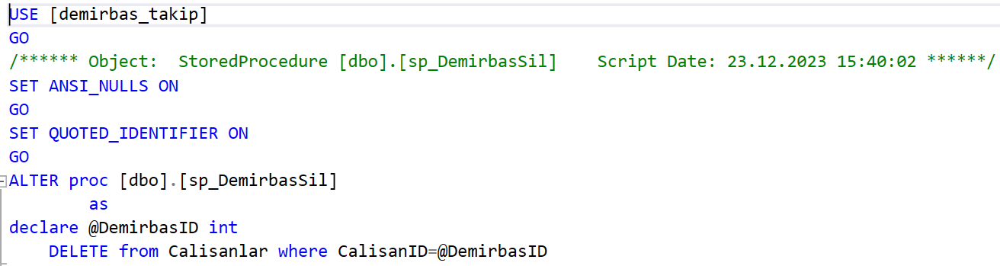 USE [demirbas_takip]
GO
/****** Object:  StoredProcedure [dbo].[sp_DemirbasSil]    Script Date: 23.12.2023 15:40:02 ******/
SET ANSI_NULLS ON
GO
SET QUOTED_IDENTIFIER ON
GO
ALTER proc [dbo].[sp_DemirbasSil]
        as
declare @DemirbasID int
    DELETE from Calisanlar where CalisanID=@DemirbasID